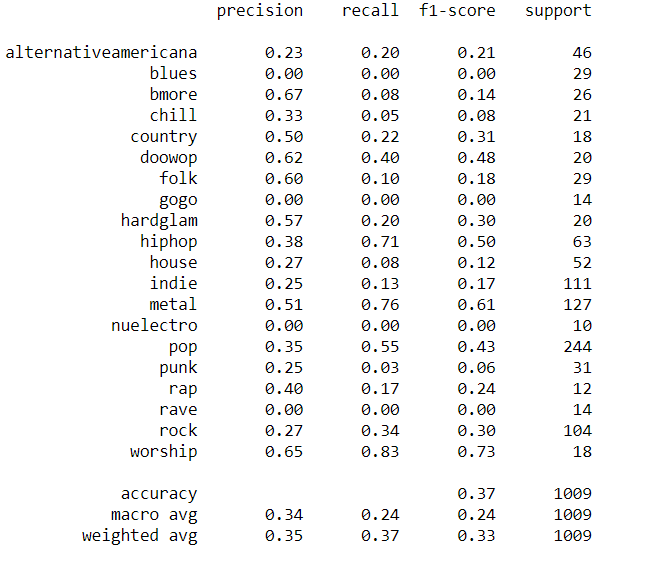 precision recall f1-score support
alternativeamericana 0.23 0.20 0.21 46
blues 0.00 0.00 0.00 29
bmore 0.67 0.08 0.14 26
chill 0.33 0.05 0.08 21
country 0.50 0.22 0.31 18
doowop 0.62 0.40 0.48 20
folk 0.60 0.10 0.18 29
gogo 0.00 0.00 0.00 14
hardglam 0.57 0.20 0.30 20
hiphop 0.38 0.71 0.50 63
house 0.27 0.08 0.12 52
indie 0.25 0.13 0.17 111
metal 0.51 0.76 0.61 127
nuelectro 0.00 0.00 0.00 10
pop 0.35 0.55 0.43 244
punk 0.25 0.03 0.06 31
rap 0.40 0.17 0.24 12
rave 0.00 0.00 0.00 14
rock 0.27 0.34 0.30 104
worship 0.65 0.83 0.73 18
accuracy 0.37 1009
macro avg 0.34 0.24 0.24 1009
weighted avg 0.35 0.37 0.33 1009